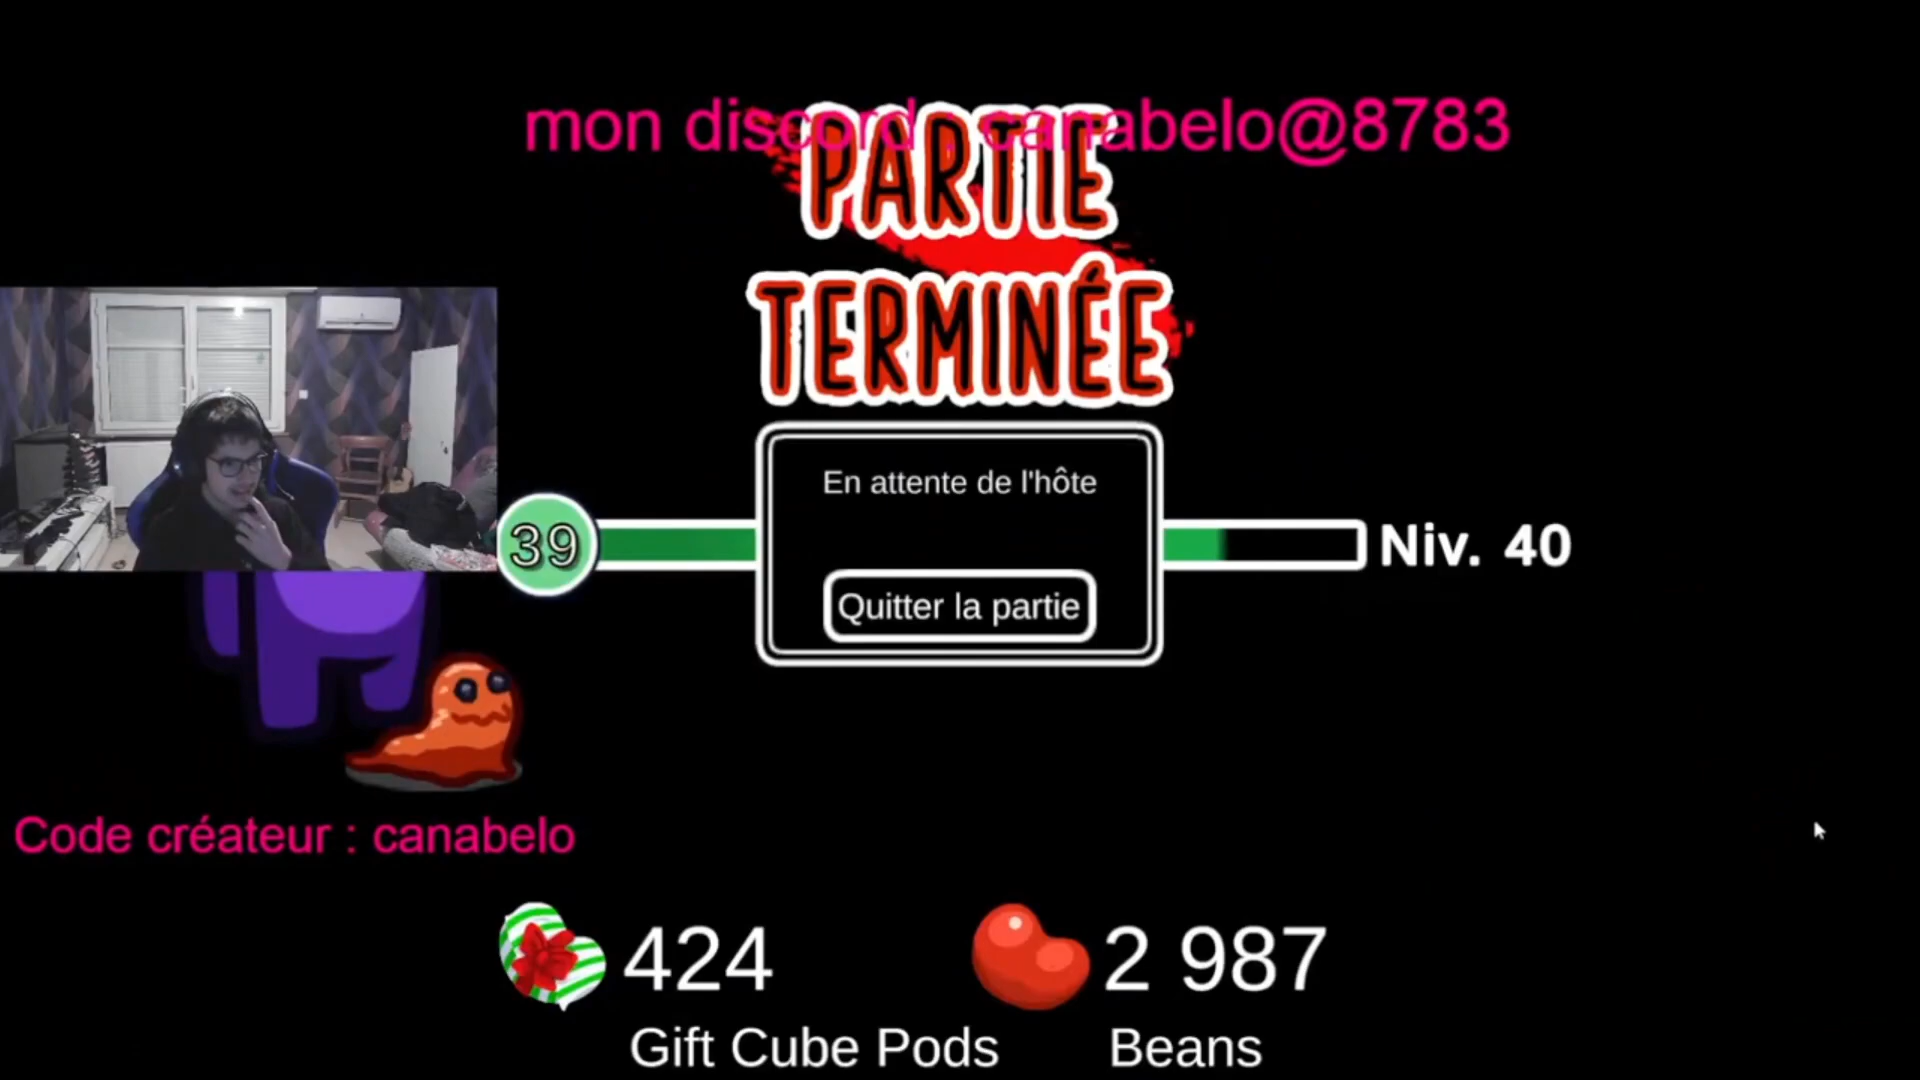 mon discord : canabelo@8783
PARTIE
TERMINÉE
En attente de l'hôte
39
Niv. 40
Quitter la partie
Code créateur : canabelo
424
2 987
Gift Cube Pods
Beans